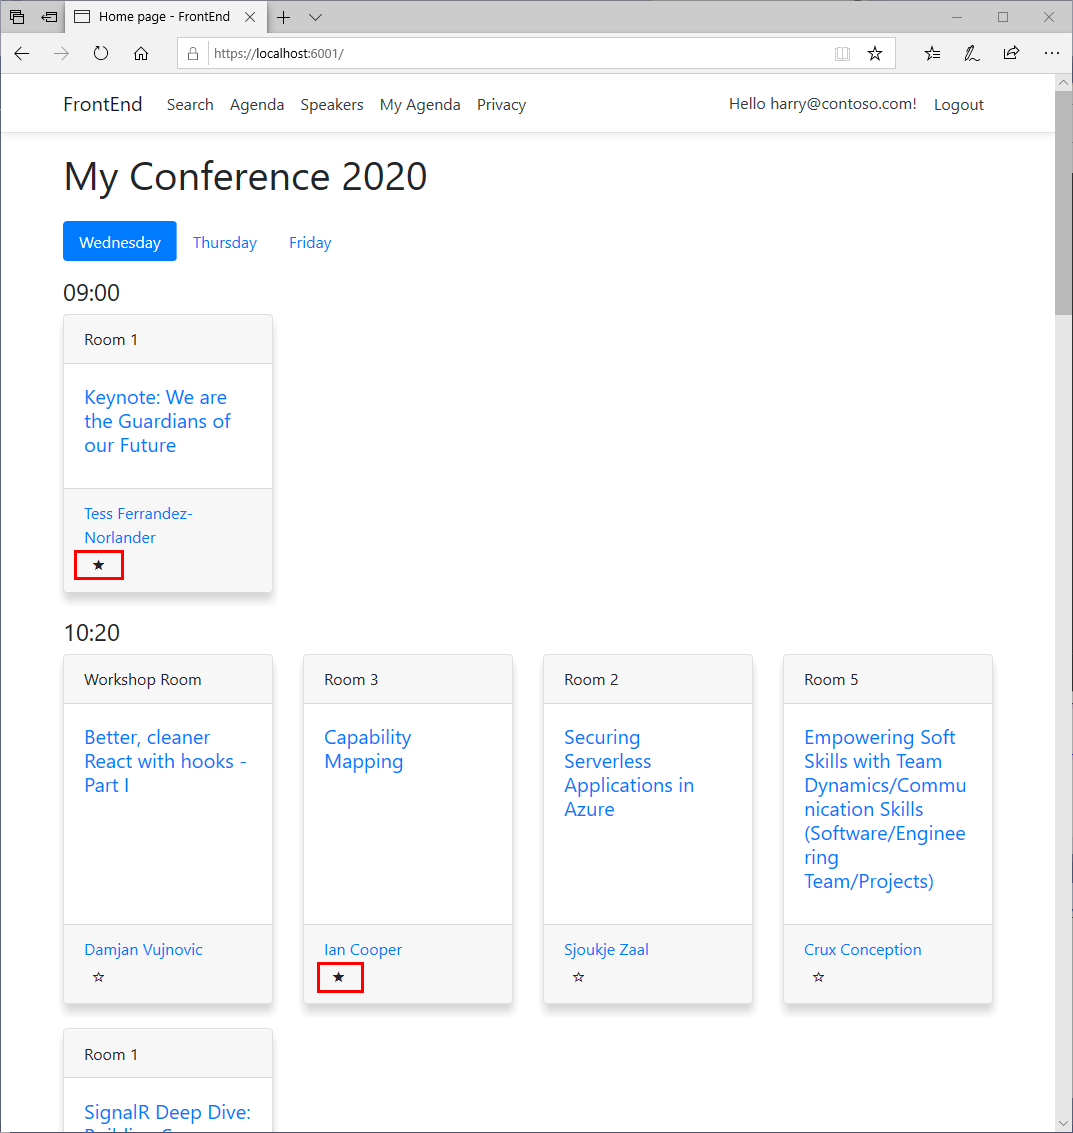 Home page - FrontEnd
https://localhost:6001/
FrontEnd Search Agenda Speakers My Agenda Privacy Hello harry@contoso.com! Logout
My Conference 2020
Wednesday Thursday Friday
09:00
Room 1
Keynote: We are
the Guardians of
our Future
Tess Ferrandez-
Norlander
10:20
Workshop Room
Better, cleaner
React with hooks -
Part I
Damjan Vujnovic
Room 3
Capability
Mapping
Ian Cooper
Room 2
Securing
Serverless
Applications in
Azure
Sjoukje Zaal
Room 5
Empowering Soft
Skills with Team
Dynamics/Commu
nication Skills
(Software/Enginee
ring
Team/Projects)
Crux Conception
Room 1
SignalR Deep Dive: